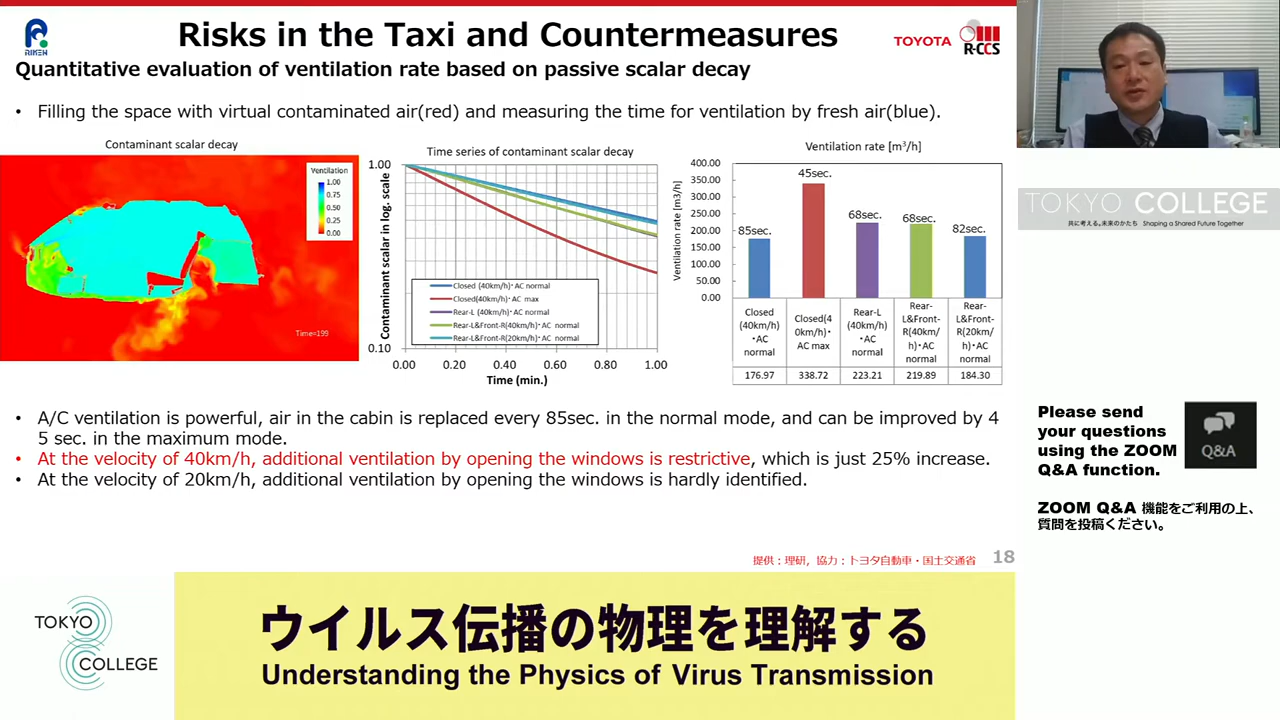 RIKEN
Risks in the Taxi and Countermeasures
TOYOTA
R-CCS
Quantitative evaluation of ventilation rate based on passive scalar decay
• Filling the space with virtual contaminated air(red) and measuring the time for ventilation by fresh air(blue).
Contaminant scalar decay
Ventilation
1.00
0.75
0.50
0.25
0.00
Time=199
Time series of contaminant scalar decay
Contaminant scalar in log. scale
1.00
0.10
Closed (40km/h)・AC normal
Closed(40km/h)・AC max
Rear-L (40km/h)・AC normal
Rear-L&Front-R(40km/h)・AC normal
Rear-L&Front-R(20km/h)・AC normal
0.00 0.20 0.40 0.60 0.80 1.00
Time (min.)
Ventilation rate [m³/h]
Ventilation rate [m3/h]
400.00
350.00
300.00
250.00
200.00
150.00
100.00
50.00
0.00
85sec.
45sec.
68sec.
68sec.
82sec.
Closed
(40km/h)
・AC
normal
Closed(4
0km/h)・
AC max
Rear-L
(40km/h)
・AC
normal
Rear-
L&Front-
R(40km/
h)・AC
normal
Rear-
L&Front-
R(20km/
h)・AC
normal
176.97 338.72 223.21 219.89 184.30
• A/C ventilation is powerful, air in the cabin is replaced every 85sec. in the normal mode, and can be improved by 4
5 sec. in the maximum mode.
• At the velocity of 40km/h, additional ventilation by opening the windows is restrictive, which is just 25% increase.
• At the velocity of 20km/h, additional ventilation by opening the windows is hardly identified.
提供：理研，協力：トヨタ自動車・国土交通省
18
TOKYO COLLEGE
共に考える、未来のかたち Shaping a Shared Future Together
Please send
your questions
using the ZOOM
Q&A function.
Q&A
ZOOM Q&A 機能をご利用の上、
質問を投稿ください。
TOKYO
COLLEGE
ウイルス伝播の物理を理解する
Understanding the Physics of Virus Transmission